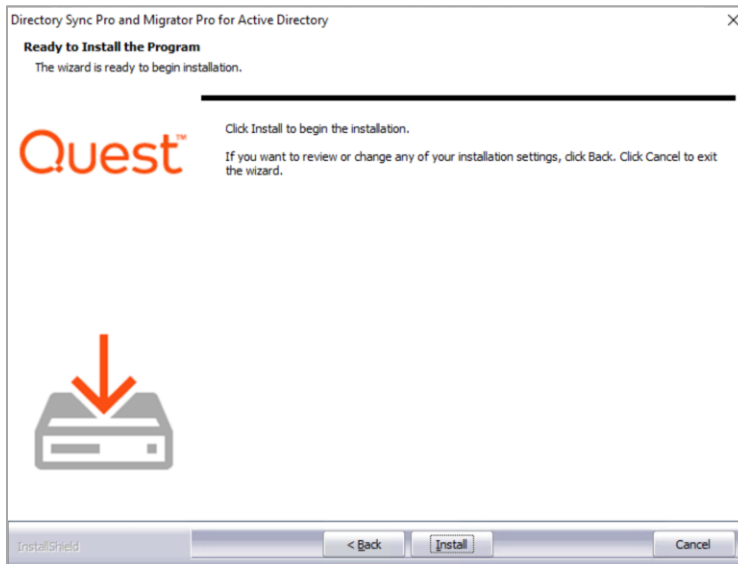 Directory Sync Pro and Migrator Pro for Active Directory
Ready to Install the Program
The wizard is ready to begin installation.
Quest™
Click Install to begin the installation.
If you want to review or change any of your installation settings, click Back. Click Cancel to exit
the wizard.
InstallShield
< Back
Install
Cancel